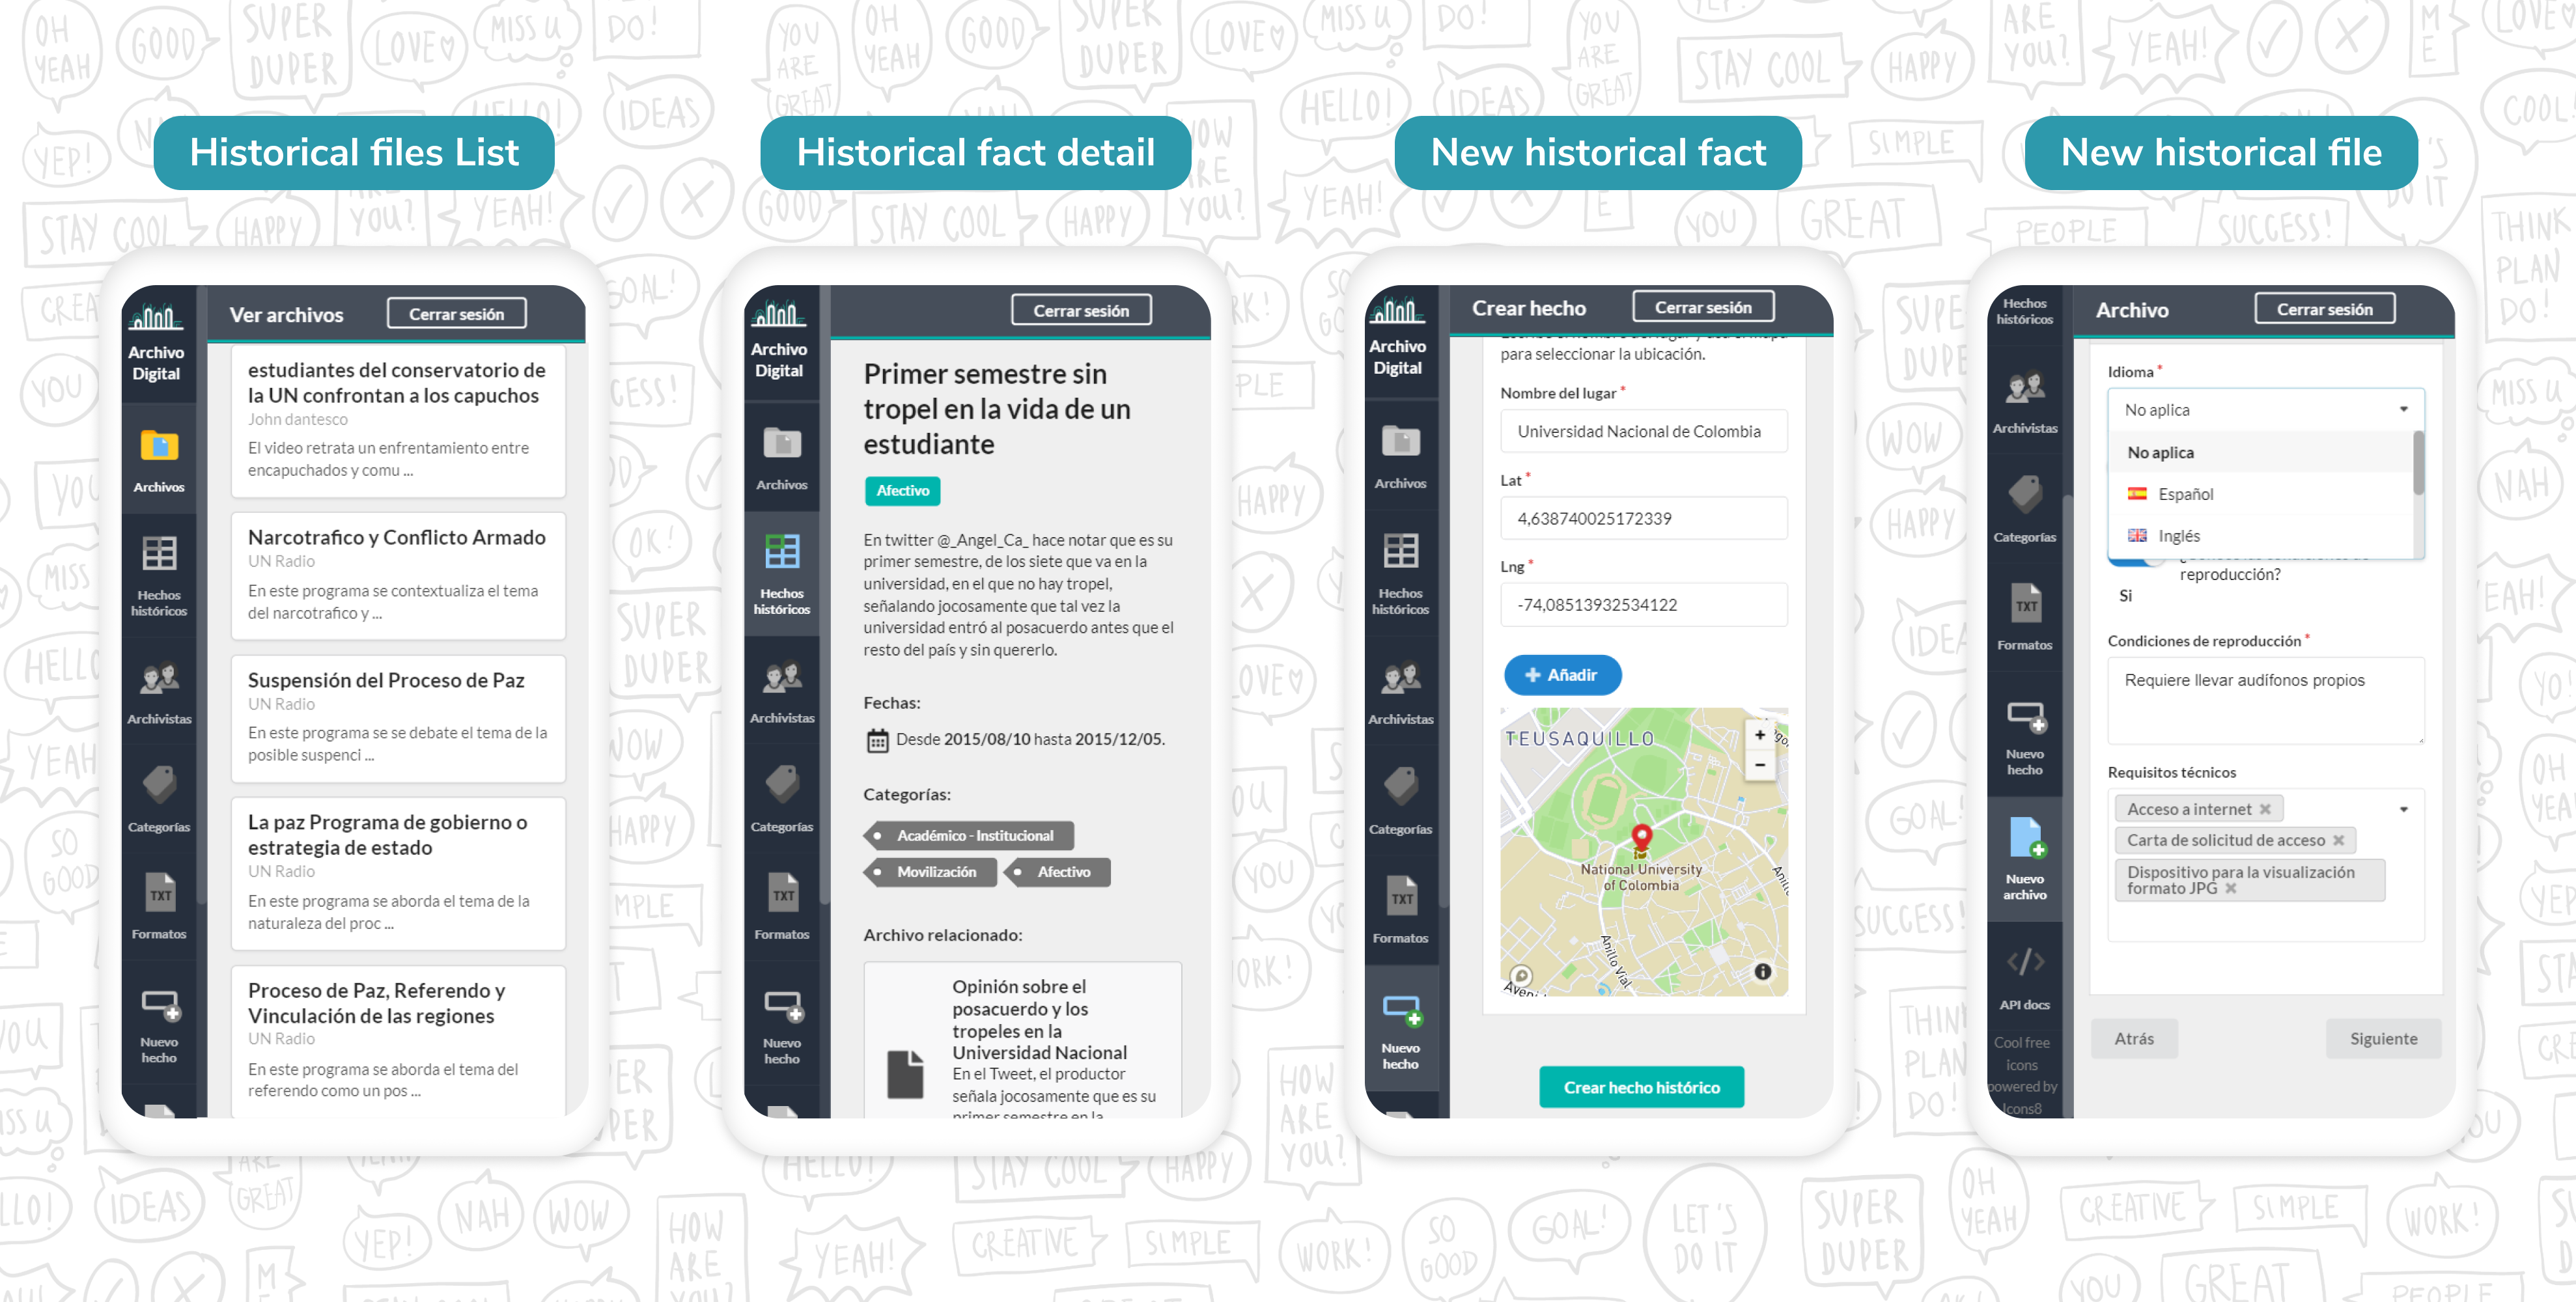 Historical files List
Archivo
Digital
Archivos
Hechos
históricos
Archivistas
Categorías
TXT
Formatos
Nuevo
hecho
Ver archivos
Cerrar sesión
estudiantes del conservatorio de
la UN confrontan a los capuchos
John dantesco
El video retrata un enfrentamiento entre
encapuchados y comu ...
Narcotrafico y Conflicto Armado
UN Radio
En este programa se contextualiza el tema
del narcotrafico y ...
Suspensión del Proceso de Paz
UN Radio
En este programa se se debate el tema de la
posible suspenci ...
La paz Programa de gobierno o
estrategia de estado
UN Radio
En este programa se aborda el tema de la
naturaleza del proc ...
Proceso de Paz, Referendo y
Vinculación de las regiones
UN Radio
En este programa se aborda el tema del
referendo como un pos ...
Historical fact detail
Archivo
Digital
Archivos
Hechos
históricos
Archivistas
Categorías
TXT
Formatos
Nuevo
hecho
Cerrar sesión
Primer semestre sin
tropel en la vida de un
estudiante
Afectivo
En twitter @_Angel_Ca_ hace notar que es su
primer semestre, de los siete que va en la
universidad, en el que no hay tropel,
señalando jocosamente que tal vez la
universidad entró al posacuerdo antes que el
resto del país y sin quererlo.
Fechas:
Desde 2015/08/10 hasta 2015/12/05.
Categorías:
Académico - Institucional
Movilización
Afectivo
Archivo relacionado:
Opinión sobre el
posacuerdo y los
tropeles en la
Universidad Nacional
En el Tweet, el productor
señala jocosamente que es su
primer semestre en la
New historical fact
Archivo
Digital
Archivos
Hechos
históricos
Archivistas
Categorías
TXT
Formatos
Nuevo
hecho
Crear hecho
Cerrar sesión
para seleccionar la ubicación.
Nombre del lugar *
Universidad Nacional de Colombia
Lat *
4,638740025172339
Lng *
-74,08513932534122
+ Añadir
TEUSAQUILLO
National University
of Colombia
Anillo Vial
Crear hecho histórico
New historical file
Hechos
históricos
Archivistas
Categorías
TXT
Formatos
Nuevo
hecho
Nuevo
archivo
</>
API docs
Cool free
icons
powered by
Icons8
Archivo
Cerrar sesión
Idioma *
No aplica
No aplica
Español
Inglés
reproducción?
Si
Condiciones de reproducción *
Requiere llevar audífonos propios
Requisitos técnicos
Acceso a internet ×
Carta de solicitud de acceso ×
Dispositivo para la visualización
formato JPG ×
Atrás
Siguiente